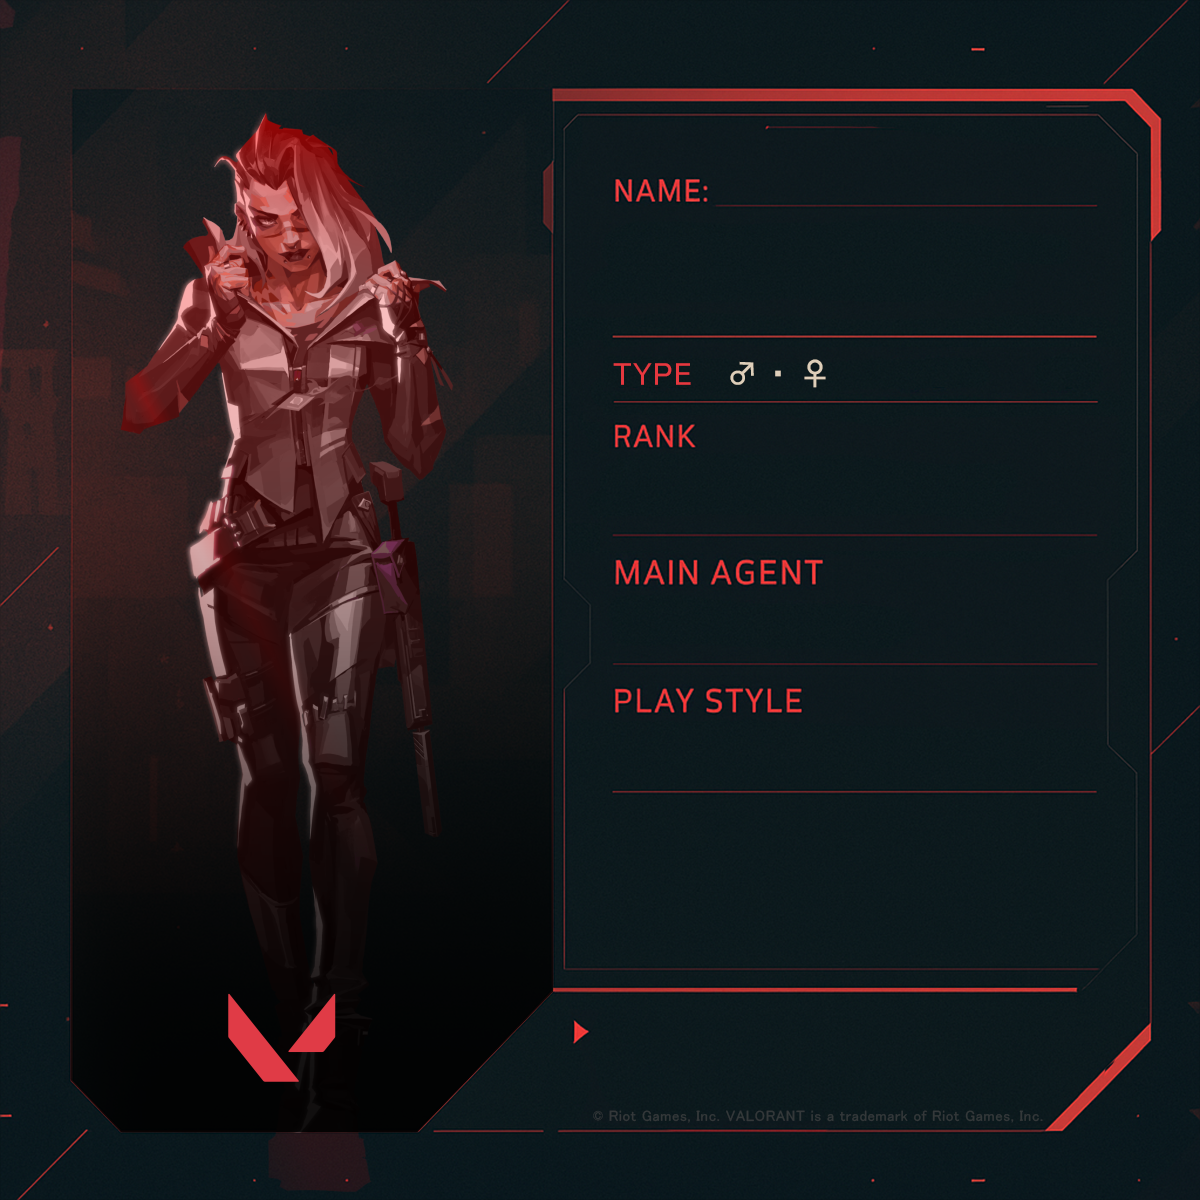 NAME:
TYPE ♂ · ♀
RANK
MAIN AGENT
PLAY STYLE
© Riot Games, Inc. VALORANT is a trademark of Riot Games, Inc.